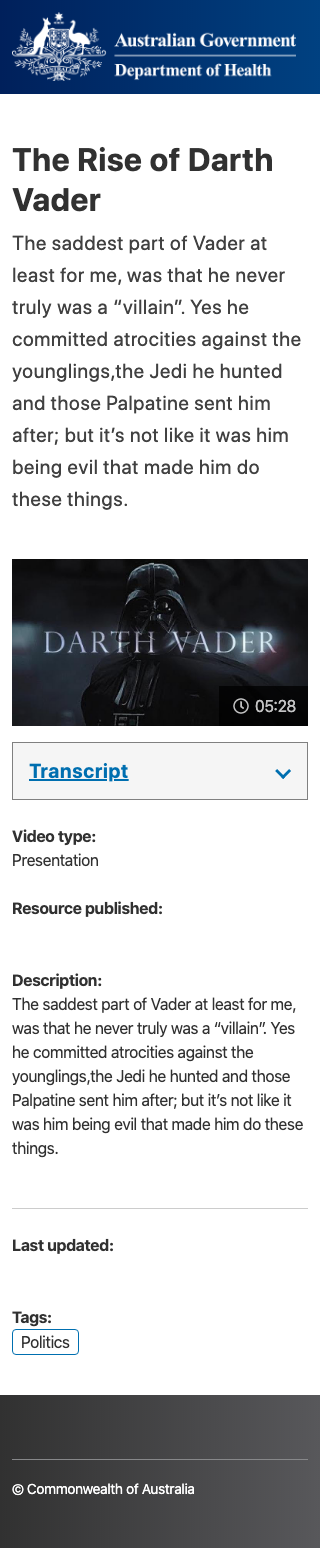 Australian Government
Department of Health
The Rise of Darth
Vader
The saddest part of Vader at
least for me, was that he never
truly was a “villain”. Yes he
committed atrocities against the
younglings,the Jedi he hunted
and those Palpatine sent him
after; but it’s not like it was him
being evil that made him do
these things.
DARTH VADER
05:28
Transcript
Video type:
Presentation
Resource published:
Description:
The saddest part of Vader at least for me,
was that he never truly was a “villain”. Yes
he committed atrocities against the
younglings,the Jedi he hunted and those
Palpatine sent him after; but it’s not like it
was him being evil that made him do these
things.
Last updated:
Tags:
Politics
© Commonwealth of Australia